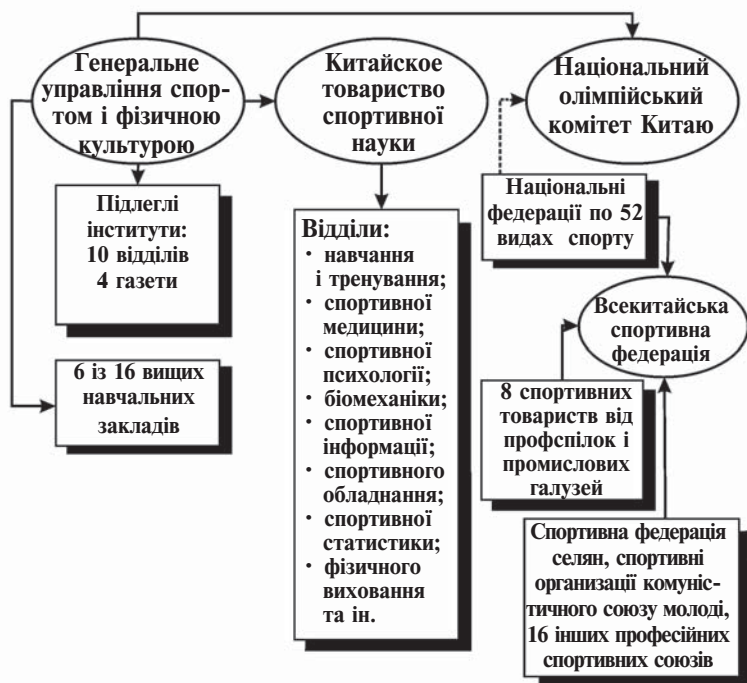 Генеральне
управління спор-
том і фізичною
культурою
Китайское
товариство
спортивної
науки
Національний
олімпійський
комітет Китаю
Підлеглі
інститути:
10 відділів
4 газети
6 із 16 вищих
навчальних
закладів
Відділи:
· навчання
і тренування;
· спортивної
медицини;
· спортивної
психології;
· біомеханіки;
· спортивної
інформації;
· спортивного
обладнання;
· спортивної
статистики;
· фізичного
виховання
та ін.
Національні
федерації по 52
видах спорту
Всекитайська
спортивна
федерація
8 спортивних
товариств від
профспілок і
промислових
галузей
Спортивна федерація
селян, спортивні
організації комуніс-
тичного союзу молоді,
16 інших професійних
спортивних союзів